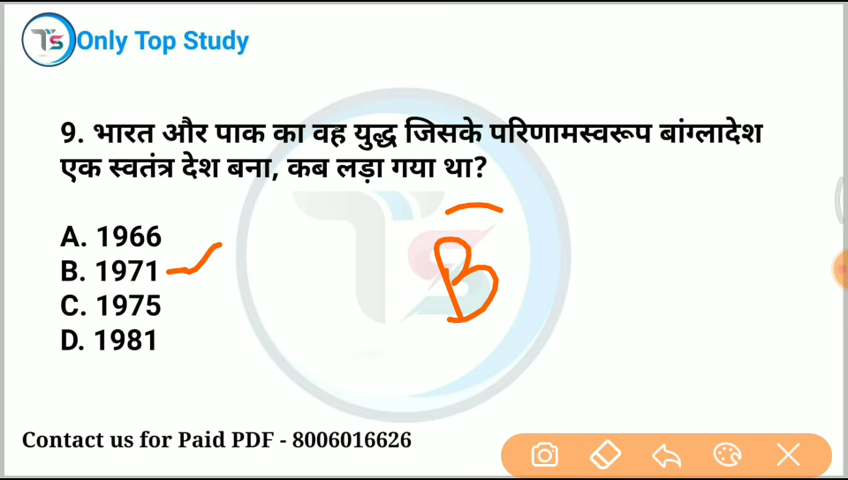 TS Only Top Study
9. भारत और पाक का वह युद्ध जिसके परिणामस्वरूप बांग्लादेश
एक स्वतंत्र देश बना, कब लड़ा गया था?
A. 1966
B. 1971
B
C. 1975
D. 1981
Contact us for Paid PDF - 8006016626